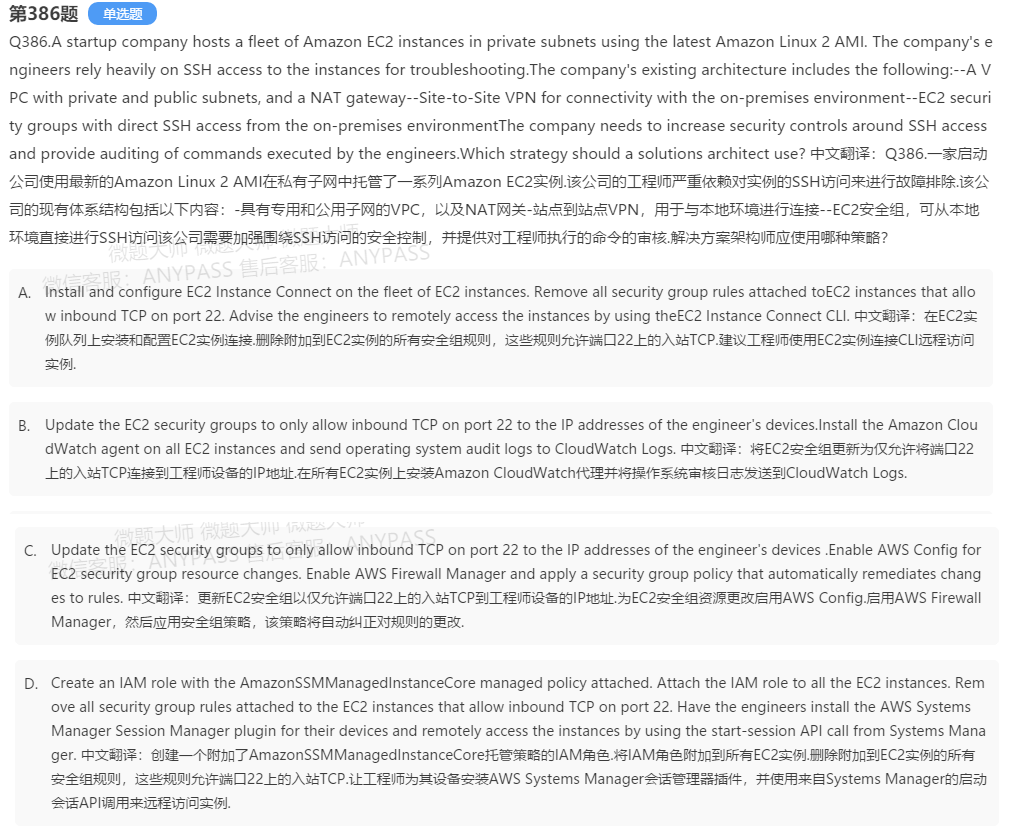 第386题 单选题
Q386.A startup company hosts a fleet of Amazon EC2 instances in private subnets using the latest Amazon Linux 2 AMI. The company's e
ngineers rely heavily on SSH access to the instances for troubleshooting.The company's existing architecture includes the following:--A V
PC with private and public subnets, and a NAT gateway--Site-to-Site VPN for connectivity with the on-premises environment--EC2 securi
ty groups with direct SSH access from the on-premises environmentThe company needs to increase security controls around SSH access
and provide auditing of commands executed by the engineers.Which strategy should a solutions architect use? 中文翻译：Q386.一家启动
公司使用最新的Amazon Linux 2 AMI在私有子网中托管了一系列Amazon EC2实例.该公司的工程师严重依赖对实例的SSH访问来进行故障排除.该公
司的现有体系结构包括以下内容：-具有专用和公用子网的VPC，以及NAT网关-站点到站点VPN，用于与本地环境进行连接--EC2安全组，可从本地
环境直接进行SSH访问该公司需要加强围绕SSH访问的安全控制，并提供对工程师执行的命令的审核.解决方案架构师应使用哪种策略?
微题大师 微题大师 微题大师
微信客服：ANYPASS 售后客服：ANYPASS
A. Install and configure EC2 Instance Connect on the fleet of EC2 instances. Remove all security group rules attached toEC2 instances that allo
w inbound TCP on port 22. Advise the engineers to remotely access the instances by using theEC2 Instance Connect CLI. 中文翻译：在EC2实
例队列上安装和配置EC2实例连接.删除附加到EC2实例的所有安全组规则，这些规则允许端口22上的入站TCP.建议工程师使用EC2实例连接CLI远程访问
实例.
B. Update the EC2 security groups to only allow inbound TCP on port 22 to the IP addresses of the engineer's devices.Install the Amazon Clou
dWatch agent on all EC2 instances and send operating system audit logs to CloudWatch Logs. 中文翻译：将EC2安全组更新为仅允许将端口22
上的入站TCP连接到工程师设备的IP地址.在所有EC2实例上安装Amazon CloudWatch代理并将操作系统审核日志发送到CloudWatch Logs.
微题大师 微题大师 微题大师
微信客服：ANYPASS 售后客服：ANYPASS
C. Update the EC2 security groups to only allow inbound TCP on port 22 to the IP addresses of the engineer's devices .Enable AWS Config for
EC2 security group resource changes. Enable AWS Firewall Manager and apply a security group policy that automatically remediates chang
es to rules. 中文翻译：更新EC2安全组以仅允许端口22上的入站TCP到工程师设备的IP地址.为EC2安全组资源更改启用AWS Config.启用AWS Firewall
Manager，然后应用安全组策略，该策略将自动纠正对规则的更改.
D. Create an IAM role with the AmazonSSMManagedInstanceCore managed policy attached. Attach the IAM role to all the EC2 instances. Rem
ove all security group rules attached to the EC2 instances that allow inbound TCP on port 22. Have the engineers install the AWS Systems
Manager Session Manager plugin for their devices and remotely access the instances by using the start-session API call from Systems Mana
ger. 中文翻译：创建一个附加了AmazonSSMManagedInstanceCore托管策略的IAM角色.将IAM角色附加到所有EC2实例.删除附加到EC2实例的所有
安全组规则，这些规则允许端口22上的入站TCP.让工程师为其设备安装AWS Systems Manager会话管理器插件，并使用来自Systems Manager的启动
会话API调用来远程访问实例.